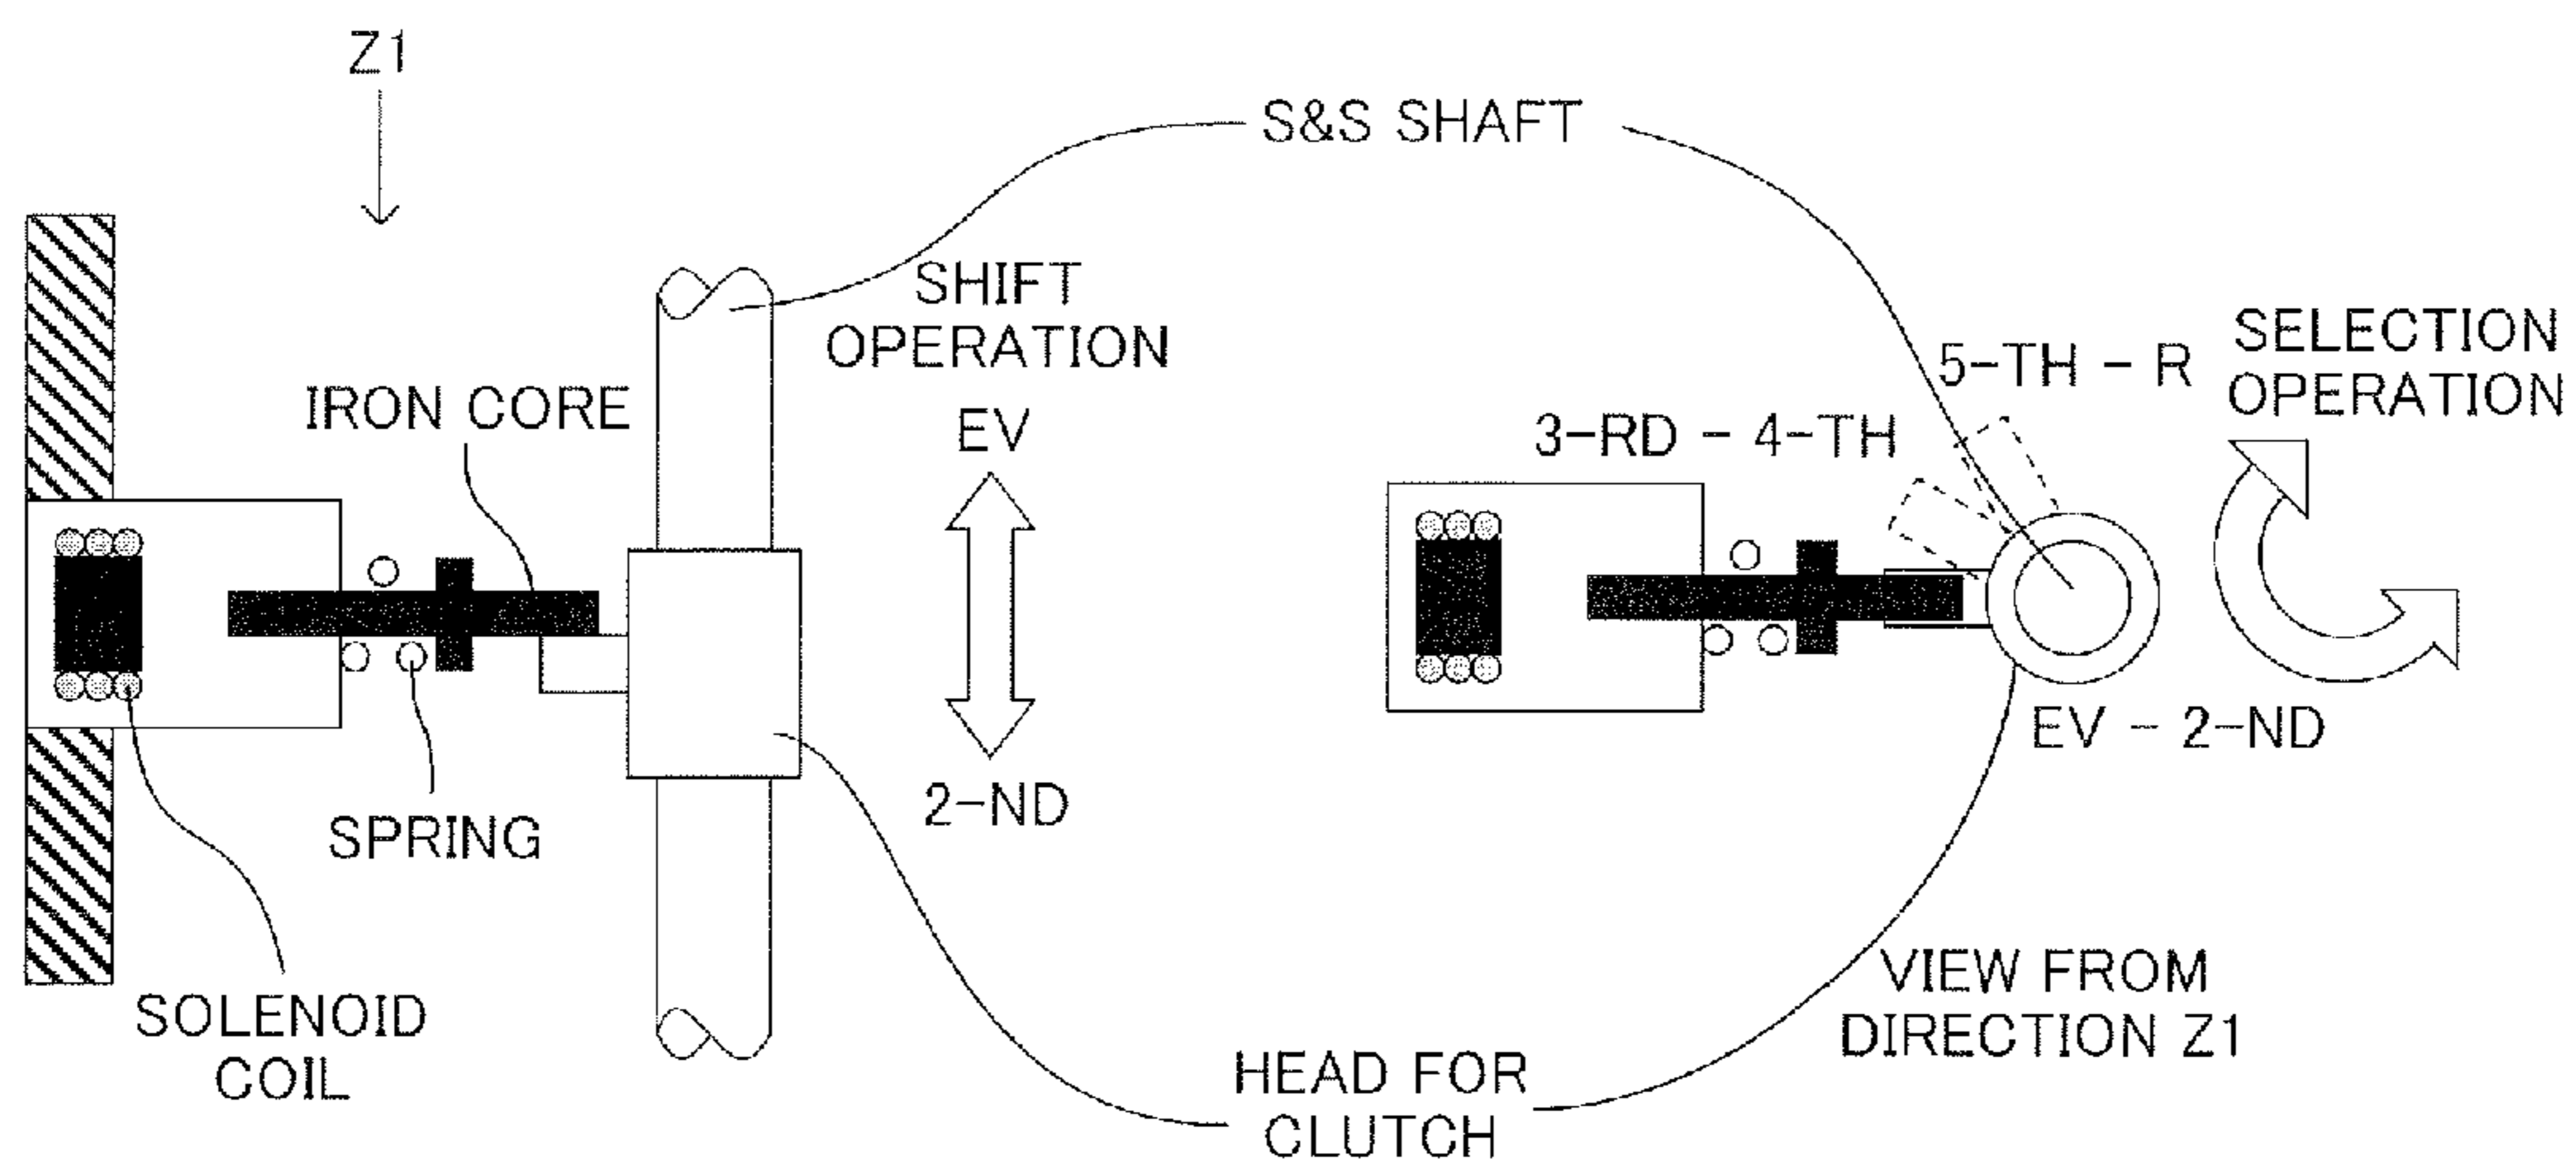 Z1
S&S SHAFT
SHIFT
OPERATION
EV
2-ND
IRON CORE
SPRING
SOLENOID
COIL
5-TH - R
SELECTION
OPERATION
3-RD - 4-TH
EV - 2-ND
VIEW FROM
DIRECTION Z1
HEAD FOR
CLUTCH